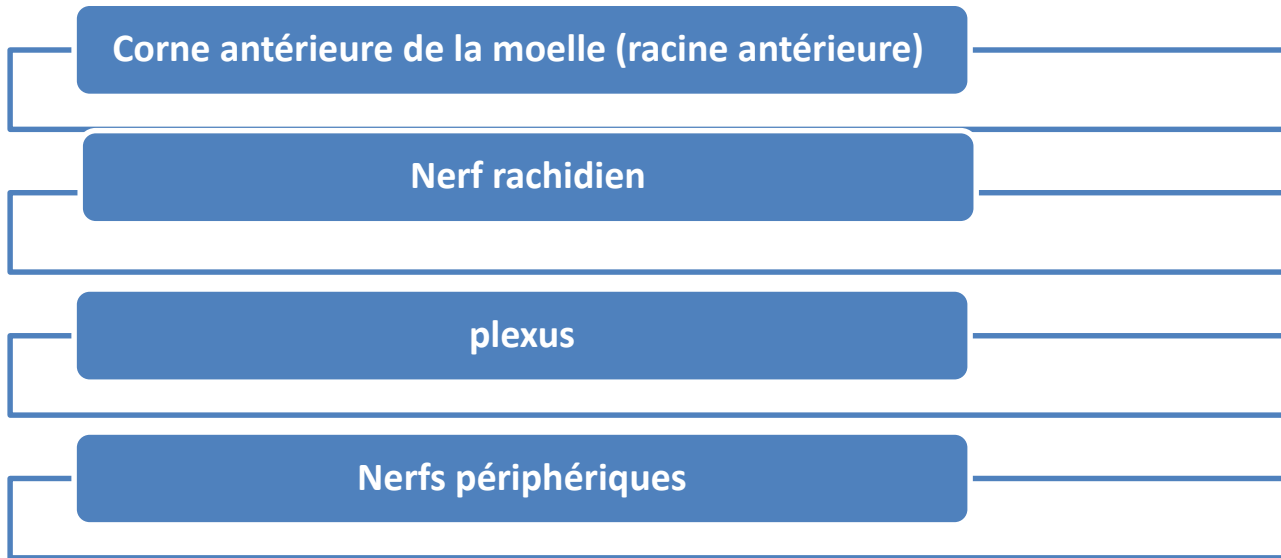 Corne antérieure de la moelle (racine antérieure)
Nerf rachidien
plexus
Nerfs périphériques